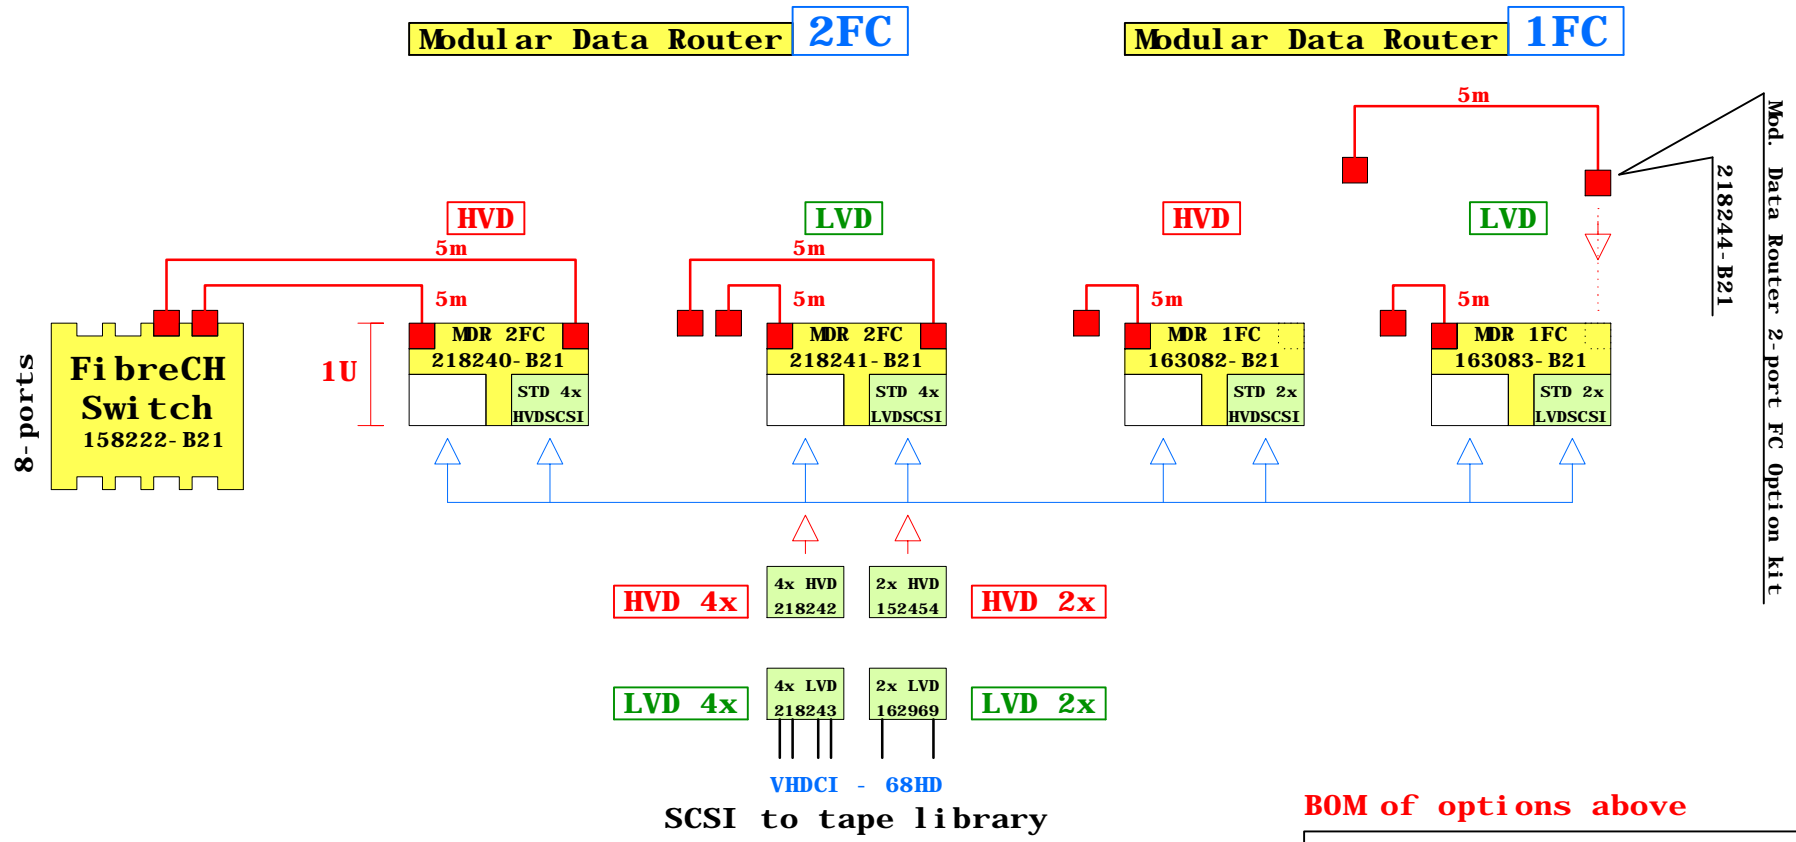 Modular Data Router 2FC
Modular Data Router 1FC
5m
Mod. Data Router 2-port FC Option kit
218244-B21
HVD
LVD
HVD
LVD
5m
5m
5m
5m
5m
5m
8-ports
FibreCH
Switch
158222-B21
1U
MDR 2FC
218240-B21
STD 4x
HVDSCSI
MDR 2FC
218241-B21
STD 4x
LVDSCSI
MDR 1FC
163082-B21
STD 2x
HVDSCSI
MDR 1FC
163083-B21
STD 2x
LVDSCSI
HVD 4x
4x HVD
218242
2x HVD
152454
HVD 2x
LVD 4x
4x LVD
218243
2x LVD
162969
LVD 2x
VHDCI - 68HD
SCSI to tape library
BOM of options above